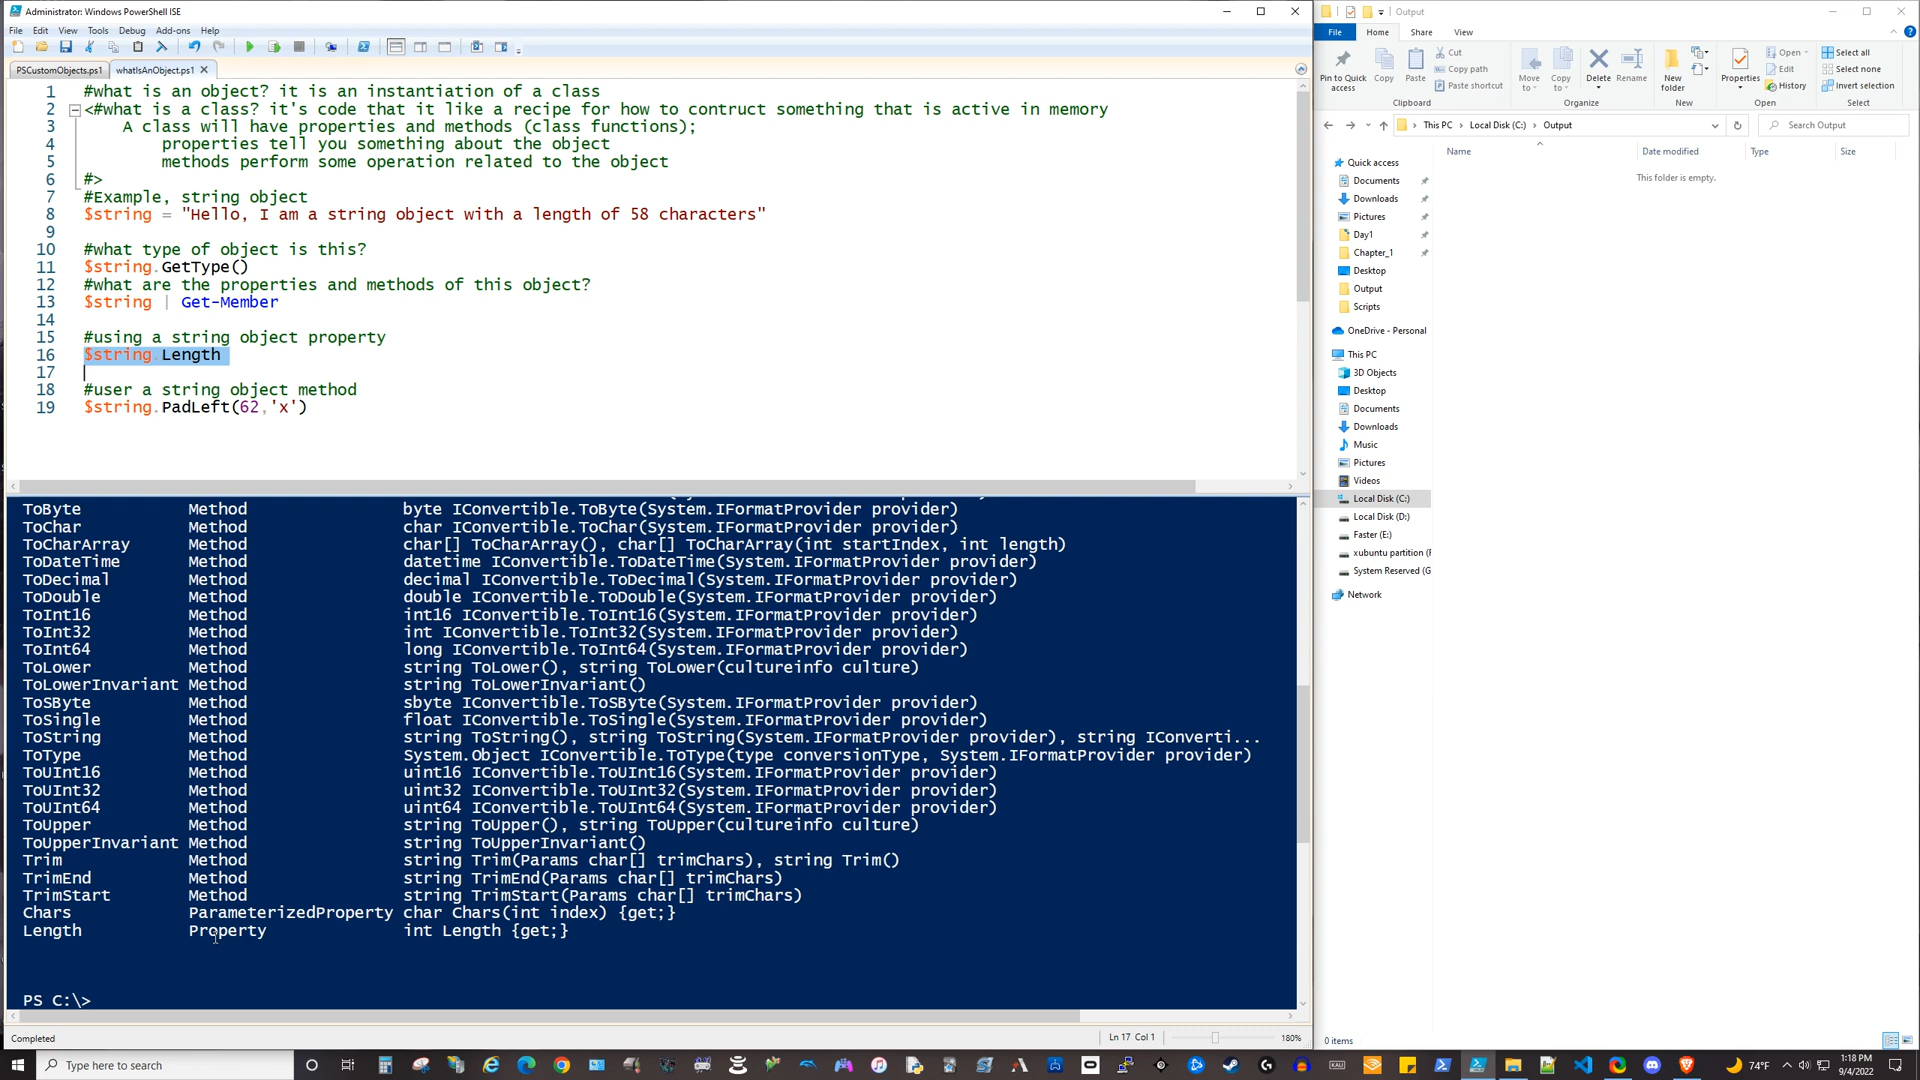 Administrator: Windows PowerShell ISE
File Edit View Tools Debug Add-ons Help
PSCustomObjects.ps1 whatIsAnObject.ps1
1 #what is an object? it is an instantiation of a class
2 <#what is a class? it's code that it like a recipe for how to contruct something that is active in memory
3 A class will have properties and methods (class functions);
4 properties tell you something about the object
5 methods perform some operation related to the object
6 #>
7 #Example, string object
8 $string = "Hello, I am a string object with a length of 58 characters"
9
10 #what type of object is this?
11 $string.GetType()
12 #what are the properties and methods of this object?
13 $string | Get-Member
14
15 #using a string object property
16 $string.Length
17
18 #user a string object method
19 $string.PadLeft(62,'x')
ToByte Method byte IConvertible.ToByte(System.IFormatProvider provider)
ToChar Method char IConvertible.ToChar(System.IFormatProvider provider)
ToCharArray Method char[] ToCharArray(), char[] ToCharArray(int startIndex, int length)
ToDateTime Method datetime IConvertible.ToDateTime(System.IFormatProvider provider)
ToDecimal Method decimal IConvertible.ToDecimal(System.IFormatProvider provider)
ToDouble Method double IConvertible.ToDouble(System.IFormatProvider provider)
ToInt16 Method int16 IConvertible.ToInt16(System.IFormatProvider provider)
ToInt32 Method int IConvertible.ToInt32(System.IFormatProvider provider)
ToInt64 Method long IConvertible.ToInt64(System.IFormatProvider provider)
ToLower Method string ToLower(), string ToLower(cultureinfo culture)
ToLowerInvariant Method string ToLowerInvariant()
ToSByte Method sbyte IConvertible.ToSByte(System.IFormatProvider provider)
ToSingle Method float IConvertible.ToSingle(System.IFormatProvider provider)
ToString Method string ToString(), string ToString(System.IFormatProvider provider), string IConverti...
ToType Method System.Object IConvertible.ToType(type conversionType, System.IFormatProvider provider)
ToUInt16 Method uint16 IConvertible.ToUInt16(System.IFormatProvider provider)
ToUInt32 Method uint32 IConvertible.ToUInt32(System.IFormatProvider provider)
ToUInt64 Method uint64 IConvertible.ToUInt64(System.IFormatProvider provider)
ToUpper Method string ToUpper(), string ToUpper(cultureinfo culture)
ToUpperInvariant Method string ToUpperInvariant()
Trim Method string Trim(Params char[] trimChars), string Trim()
TrimEnd Method string TrimEnd(Params char[] trimChars)
TrimStart Method string TrimStart(Params char[] trimChars)
Chars ParameterizedProperty char Chars(int index) {get;}
Length Property int Length {get;}
PS C:\>
Completed
Ln 17 Col 1
180%
Output
File Home Share View
Pin to Quick access
Copy
Paste
Cut
Copy path
Paste shortcut
Clipboard
Move to
Copy to
Delete
Rename
Organize
New folder
New
Properties
Open
Edit
History
Open
Select all
Select none
Invert selection
Select
This PC > Local Disk (C:) > Output
Search Output
Name Date modified Type Size
This folder is empty.
Quick access
Documents
Downloads
Pictures
Day1
Chapter_1
Desktop
Output
Scripts
OneDrive - Personal
This PC
3D Objects
Desktop
Documents
Downloads
Music
Pictures
Videos
Local Disk (C:)
Local Disk (D:)
Faster (E:)
xubuntu partition (F
System Reserved (G
Network
0 items
Type here to search
74°F
1:18 PM
9/4/2022